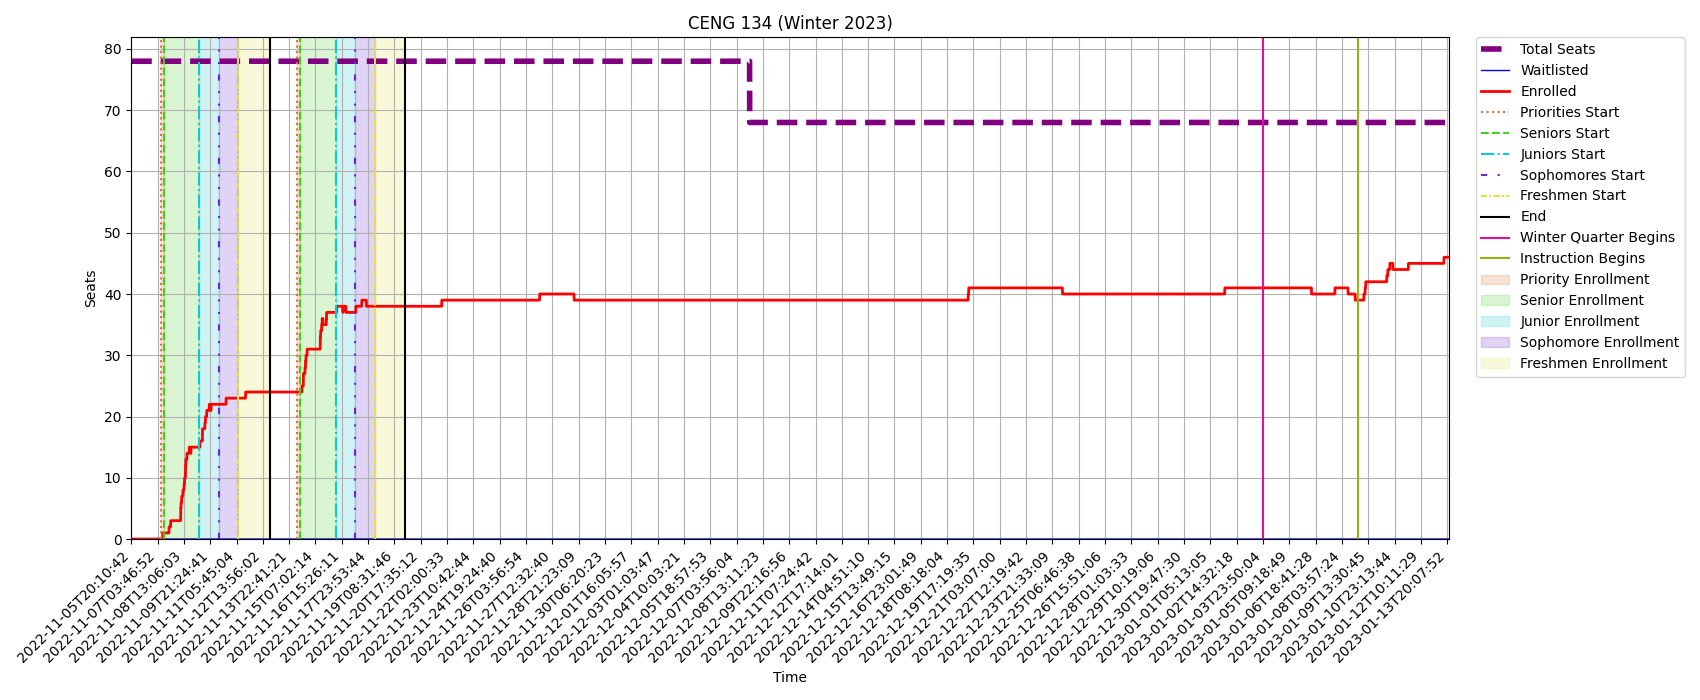 CENG 134 (Winter 2023)
Seats
80
70
60
50
40
30
20
10
0
2022-11-05T20:10:42
2022-11-07T03:46:52
2022-11-08T13:06:03
2022-11-09T21:24:41
2022-11-11T05:45:04
2022-11-12T13:56:02
2022-11-13T22:41:21
2022-11-15T07:02:14
2022-11-16T15:26:11
2022-11-17T23:53:44
2022-11-19T08:31:46
2022-11-20T17:35:12
2022-11-22T02:00:33
2022-11-23T10:42:44
2022-11-24T19:24:40
2022-11-26T03:56:54
2022-11-27T12:32:40
2022-11-28T21:23:09
2022-11-30T06:20:23
2022-12-01T16:05:57
2022-12-03T01:03:47
2022-12-04T10:03:21
2022-12-05T18:57:53
2022-12-07T03:56:04
2022-12-08T13:11:23
2022-12-09T22:16:56
2022-12-11T07:24:42
2022-12-12T17:14:01
2022-12-14T04:51:10
2022-12-15T13:49:15
2022-12-16T23:01:49
2022-12-18T08:18:04
2022-12-19T17:19:35
2022-12-21T03:07:00
2022-12-22T12:19:42
2022-12-23T21:33:09
2022-12-25T06:46:38
2022-12-26T15:51:06
2022-12-28T01:03:33
2022-12-29T10:19:06
2022-12-30T19:47:30
2023-01-01T05:13:05
2023-01-02T14:32:18
2023-01-03T23:50:04
2023-01-05T09:18:49
2023-01-06T18:41:28
2023-01-08T03:57:24
2023-01-09T13:30:45
2023-01-10T23:13:44
2023-01-12T10:11:29
2023-01-13T20:07:52
Time
Total Seats
Waitlisted
Enrolled
Priorities Start
Seniors Start
Juniors Start
Sophomores Start
Freshmen Start
End
Winter Quarter Begins
Instruction Begins
Priority Enrollment
Senior Enrollment
Junior Enrollment
Sophomore Enrollment
Freshmen Enrollment